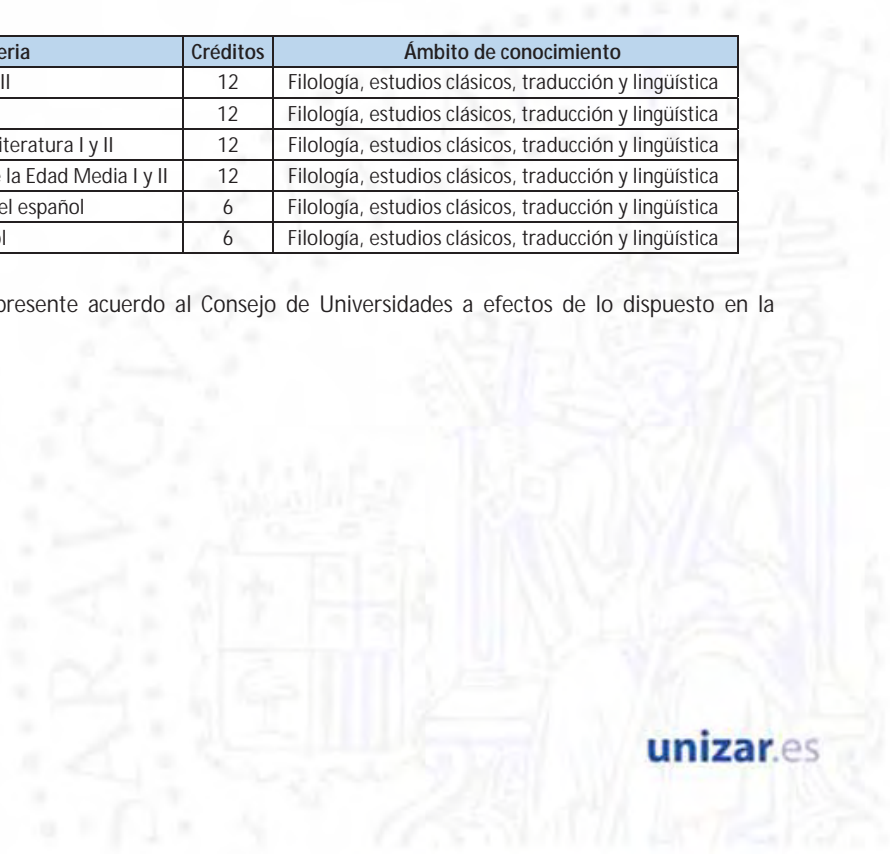 eria Créditos Ámbito de conocimiento
II 12 Filología, estudios clásicos, traducción y lingüística
12 Filología, estudios clásicos, traducción y lingüística
iteratura I y II 12 Filología, estudios clásicos, traducción y lingüística
e la Edad Media I y II 12 Filología, estudios clásicos, traducción y lingüística
el español 6 Filología, estudios clásicos, traducción y lingüística
ol 6 Filología, estudios clásicos, traducción y lingüística
presente acuerdo al Consejo de Universidades a efectos de lo dispuesto en la
unizar.es